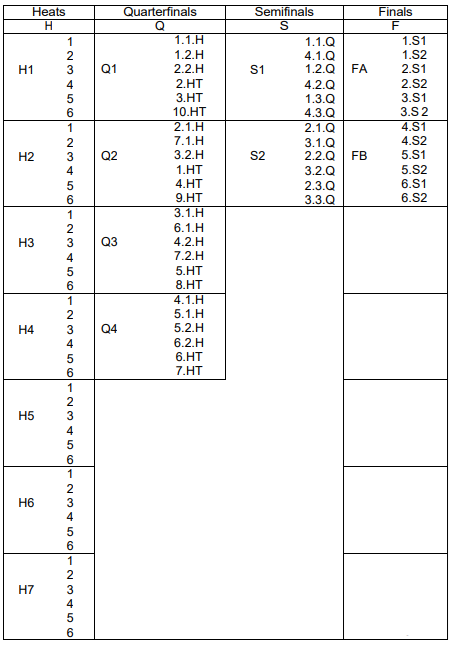 Heats Quarterfinals Semifinals Finals
H Q S F
1 1.1.H 1.1.Q 1.S1
2 1.2.H 4.1.Q 1.S2
H1 3 Q1 2.2.H S1 1.2.Q FA 2.S1
4 2.HT 4.2.Q 2.S2
5 3.HT 1.3.Q 3.S1
6 10.HT 4.3.Q 3.S 2
1 2.1.H 2.1.Q 4.S1
2 7.1.H 3.1.Q 4.S2
H2 3 Q2 3.2.H S2 2.2.Q FB 5.S1
4 1.HT 3.2.Q 5.S2
5 4.HT 2.3.Q 6.S1
6 9.HT 3.3.Q 6.S2
1 3.1.H
2 6.1.H
H3 3 Q3 4.2.H
4 7.2.H
5 5.HT
6 8.HT
1 4.1.H
2 5.1.H
H4 3 Q4 5.2.H
4 6.2.H
5 6.HT
6 7.HT
1
2
H5 3
4
5
6
1
2
H6 3
4
5
6
1
2
H7 3
4
5
6